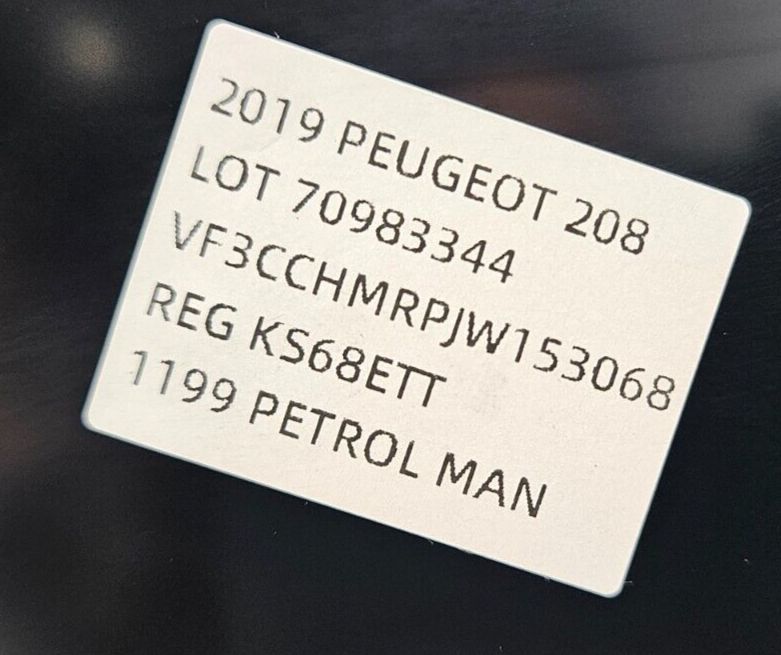 2019 PEUGEOT 208
LOT 70983344
VF3CCHMRPJW153068
REG KS68ETT
1199 PETROL MAN